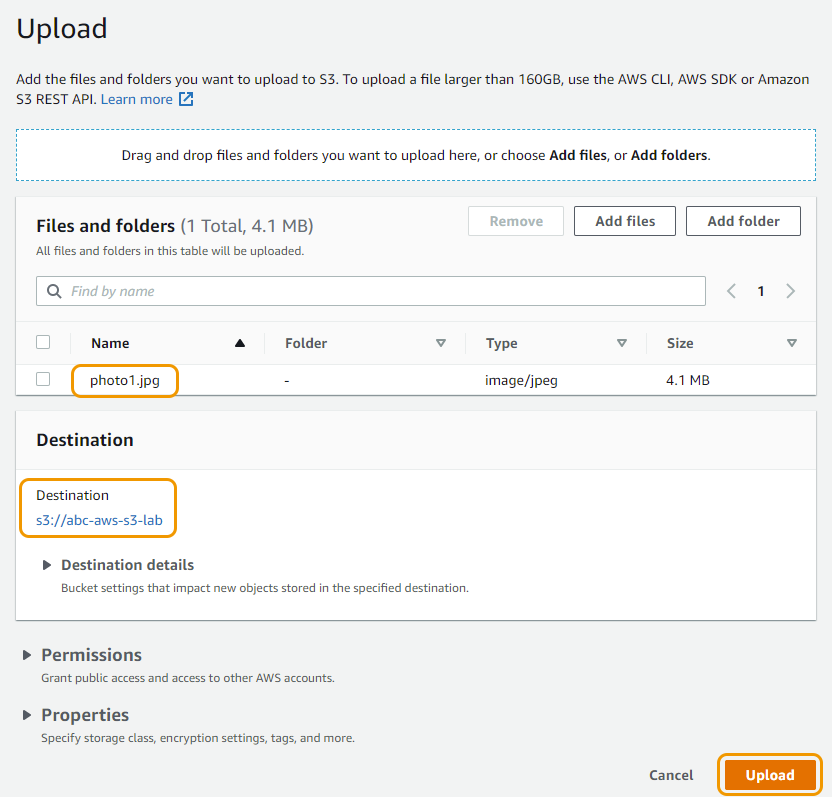 Upload
Add the files and folders you want to upload to S3. To upload a file larger than 160GB, use the AWS CLI, AWS SDK or Amazon
S3 REST API. Learn more
Drag and drop files and folders you want to upload here, or choose Add files, or Add folders.
Files and folders (1 Total, 4.1 MB)
Remove
Add files
Add folder
All files and folders in this table will be uploaded.
Find by name
1
Name
Folder
Type
Size
photo1.jpg
-
image/jpeg
4.1 MB
Destination
Destination
s3://abc-aws-s3-lab
Destination details
Bucket settings that impact new objects stored in the specified destination.
Permissions
Grant public access and access to other AWS accounts.
Properties
Specify storage class, encryption settings, tags, and more.
Cancel
Upload